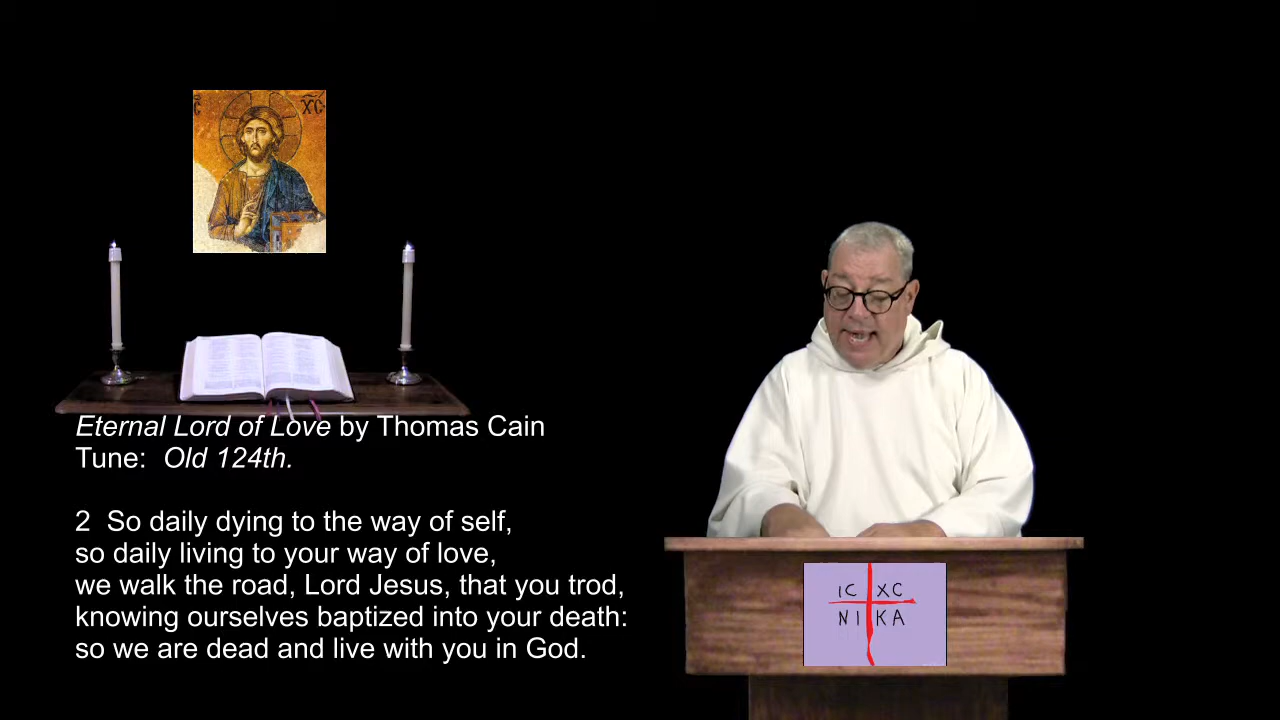 C XC
Eternal Lord of Love by Thomas Cain
Tune: Old 124th.
2 So daily dying to the way of self,
so daily living to your way of love,
we walk the road, Lord Jesus, that you trod,
knowing ourselves baptized into your death:
so we are dead and live with you in God.
IC XC
NI KA